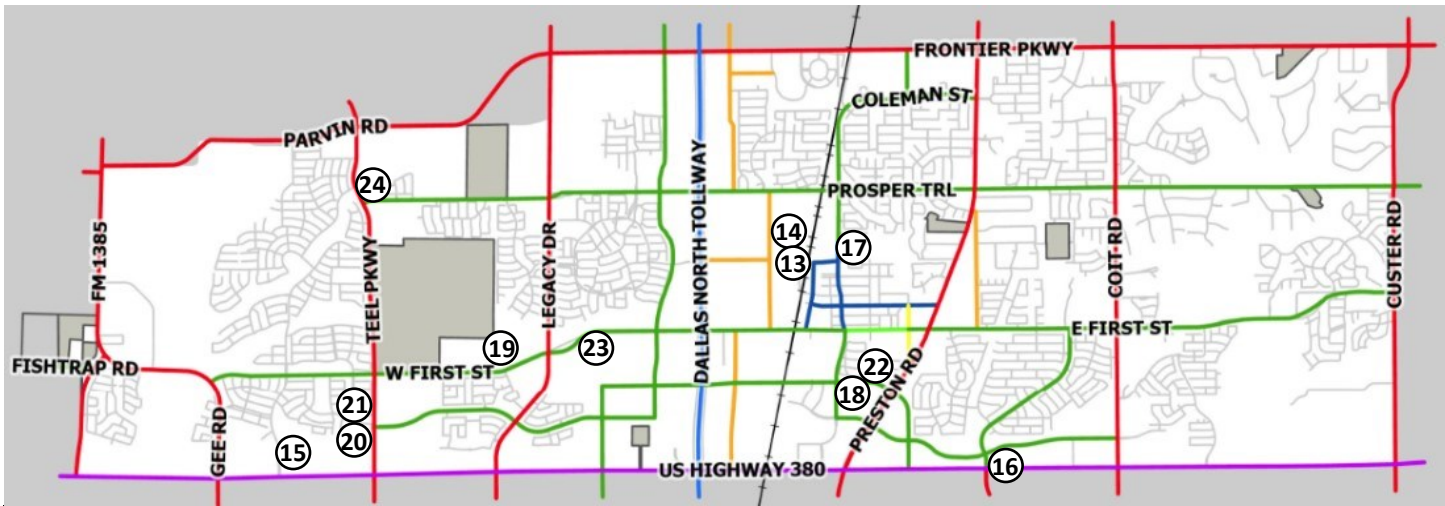 FRONTIER PKWY
COLEMAN ST
PARVIN RD
24
PROSPER TRL
DALLAS NORTH TOLLWAY
14
17
13
FM 1385
TEEL PKWY
LEGACY DR
COIT RD
CUSTER RD
E FIRST ST
19
23
FISHTRAP RD
W FIRST ST
22
18
PRESTON RD
21
20
GEE RD
15
16
US HIGHWAY 380